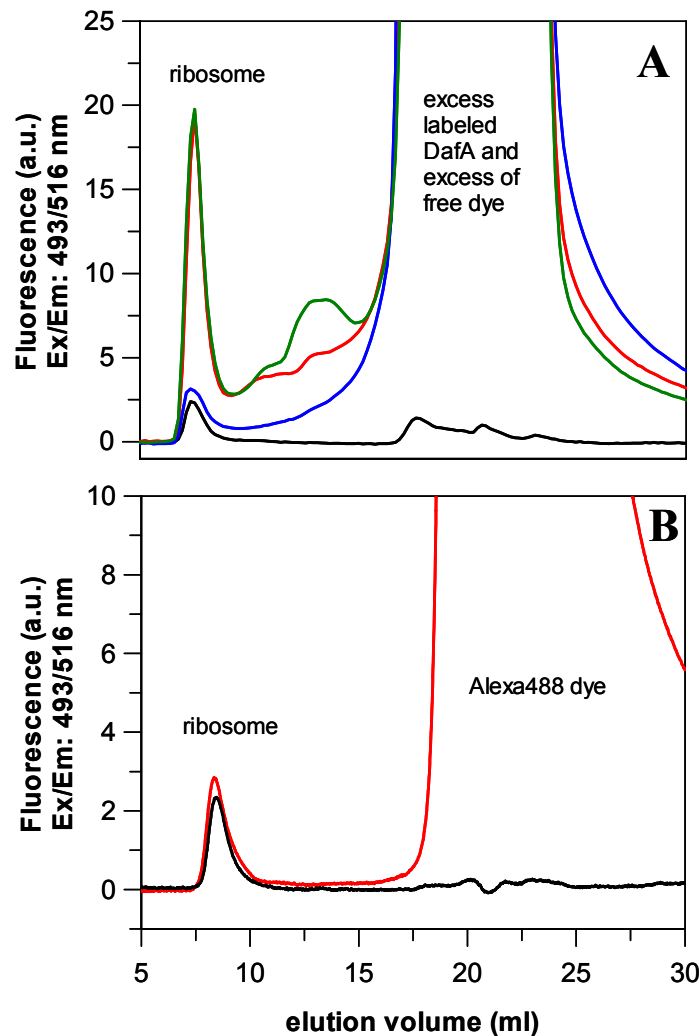 25
20
15
10
5
0
Fluorescence (a.u.)
Ex/Em: 493/516 nm
ribosome
excess
labeled
DafA and
excess of
free dye
A
10
8
6
4
2
0
Fluorescence (a.u.)
Ex/Em: 493/516 nm
ribosome
Alexa488 dye
B
5 10 15 20 25 30
elution volume (ml)